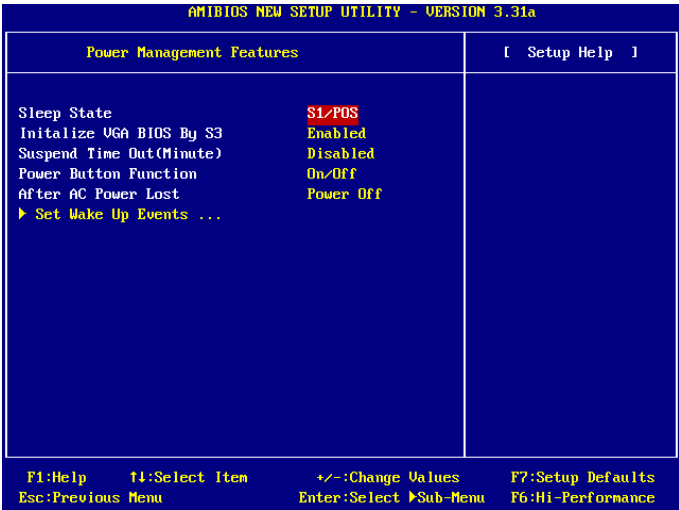 AMIBIOS NEW SETUP UTILITY - VERSION 3.31a
Power Management Features [ Setup Help ]
Sleep State S1/POS
Initalize VGA BIOS By S3 Enabled
Suspend Time Out(Minute) Disabled
Power Button Function On/Off
After AC Power Lost Power Off
▶ Set Wake Up Events ...
F1:Help ↑↓:Select Item +/-:Change Values F7:Setup Defaults
Esc:Previous Menu Enter:Select ▶Sub-Menu F6:Hi-Performance